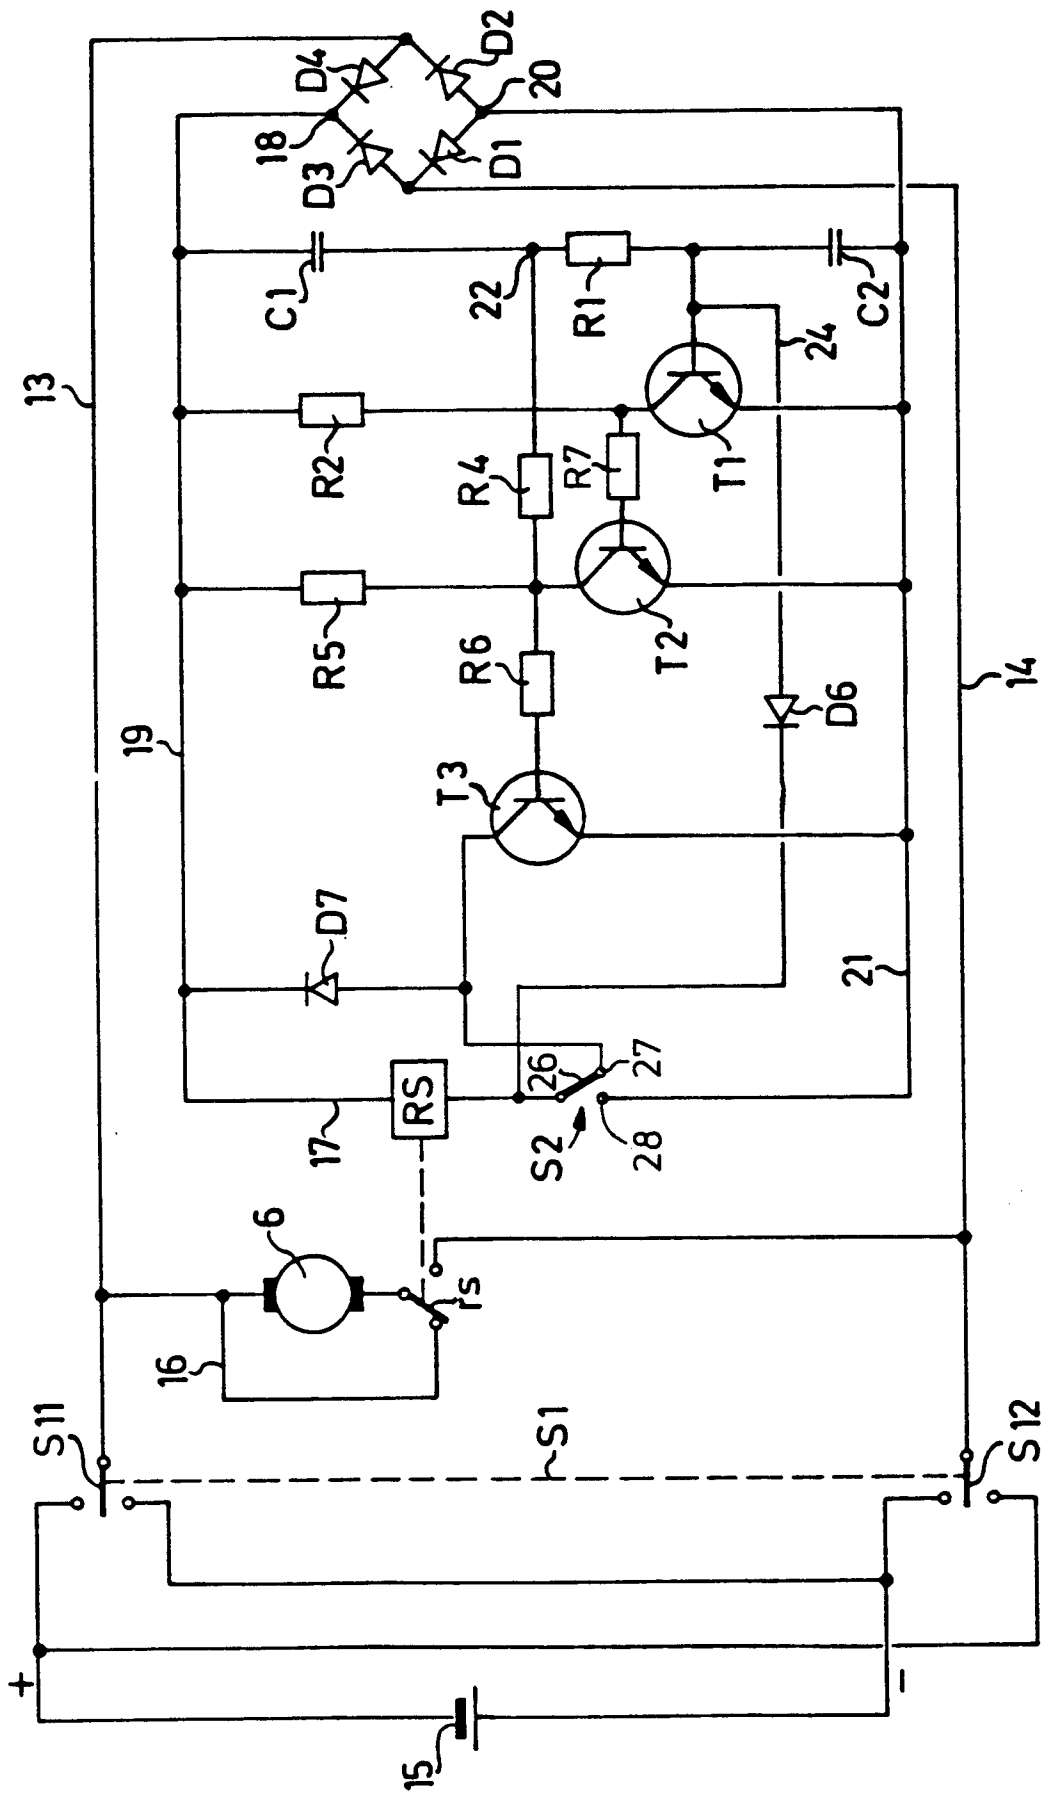 13
19
D4
D2
18
D3
D1
20
C1
22
R1
C2
R2
R4
R7
T1
24
R5
R6
T2
D6
14
T3
D7
21
17
RS
26
27
S2
28
6
rs
16
S11
S1
S12
+
15
-